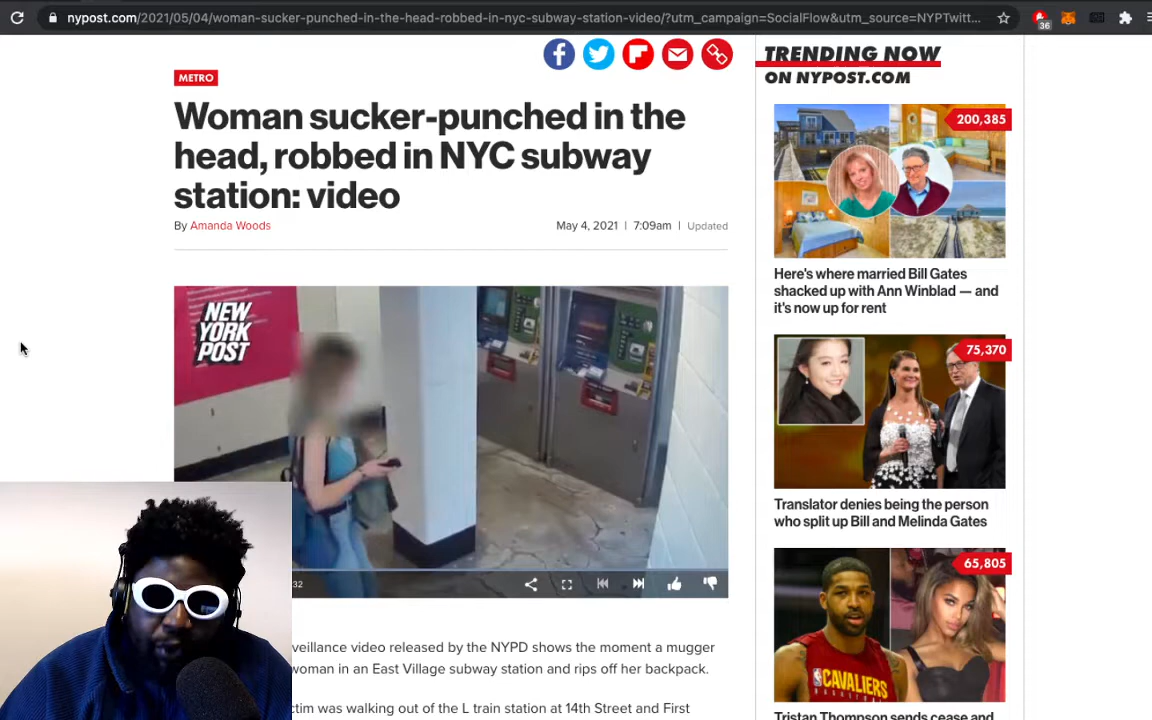 nypost.com/2021/05/04/woman-sucker-punched-in-the-head-robbed-in-nyc-subway-station-video/?utm_campaign=SocialFlow&utm_source=NYPTwitt...
36
METRO
Woman sucker-punched in the
head, robbed in NYC subway
station: video
By Amanda Woods
May 4, 2021 | 7:09am | Updated
NEW
YORK
POST
32
veillance video released by the NYPD shows the moment a mugger
woman in an East Village subway station and rips off her backpack.
ctim was walking out of the L train station at 14th Street and First
TRENDING NOW
ON NYPOST.COM
200,385
Here's where married Bill Gates
shacked up with Ann Winblad — and
it's now up for rent
75,370
Translator denies being the person
who split up Bill and Melinda Gates
65,805
CAVALIERS
Tristan Thompson sends cease and